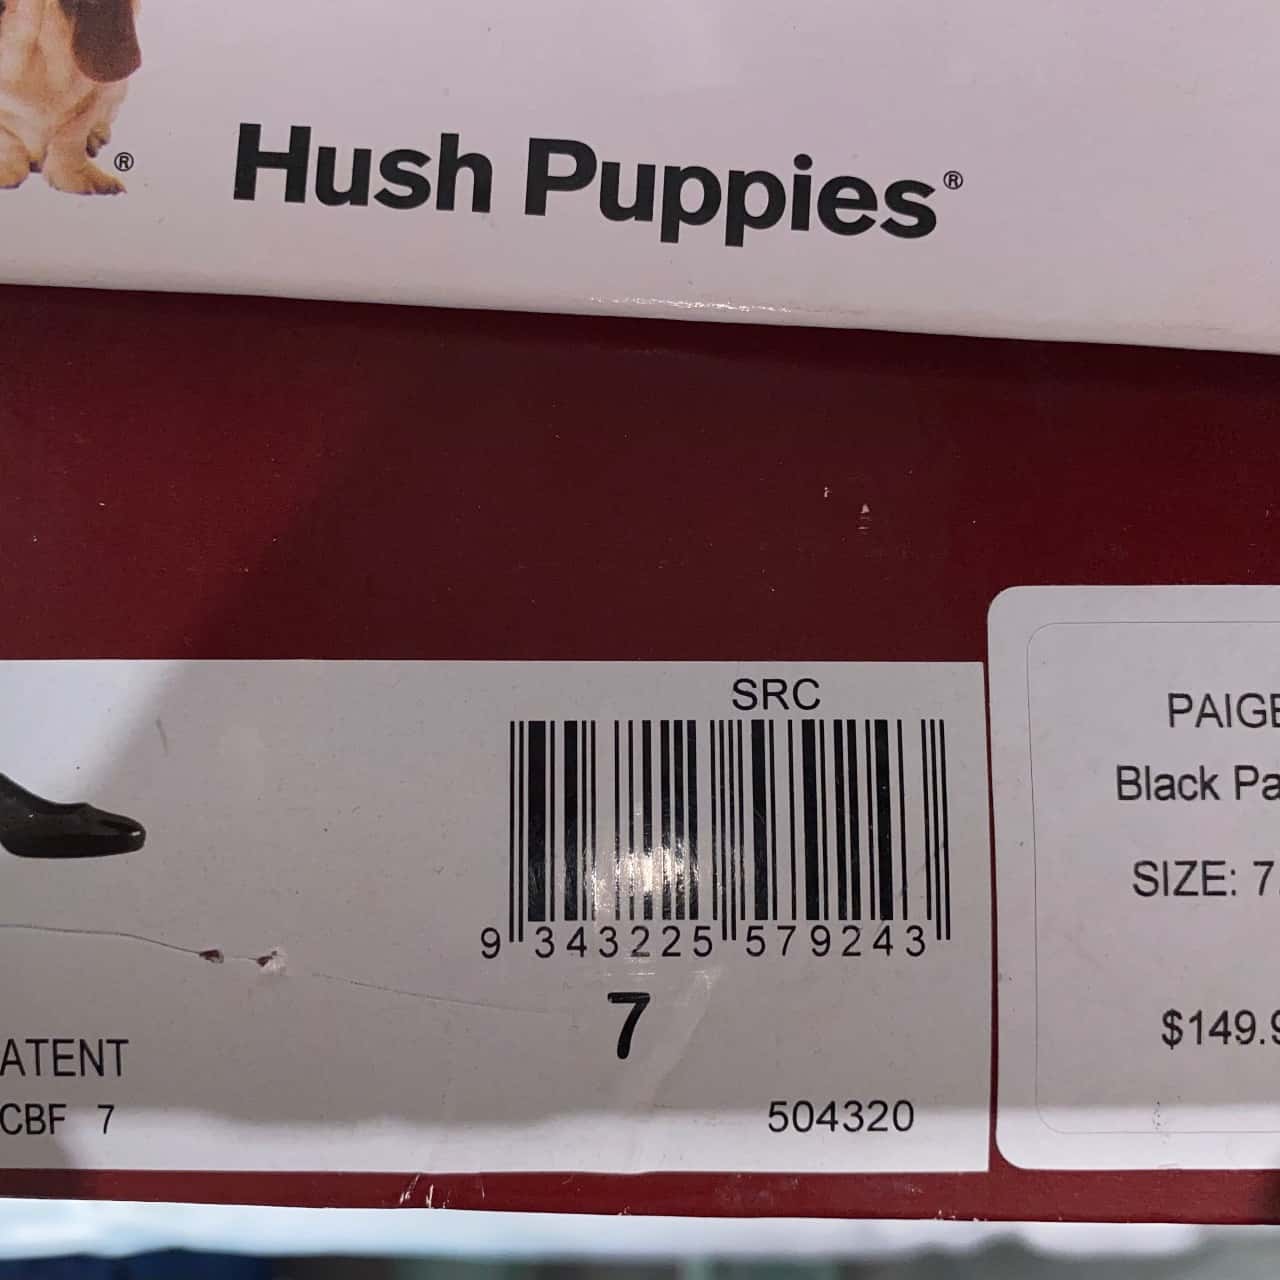 ®
Hush Puppies®
SRC
9 343225 579243
7
ATENT
CBF 7
504320
PAIGE
Black Pa
SIZE: 7
$149.9